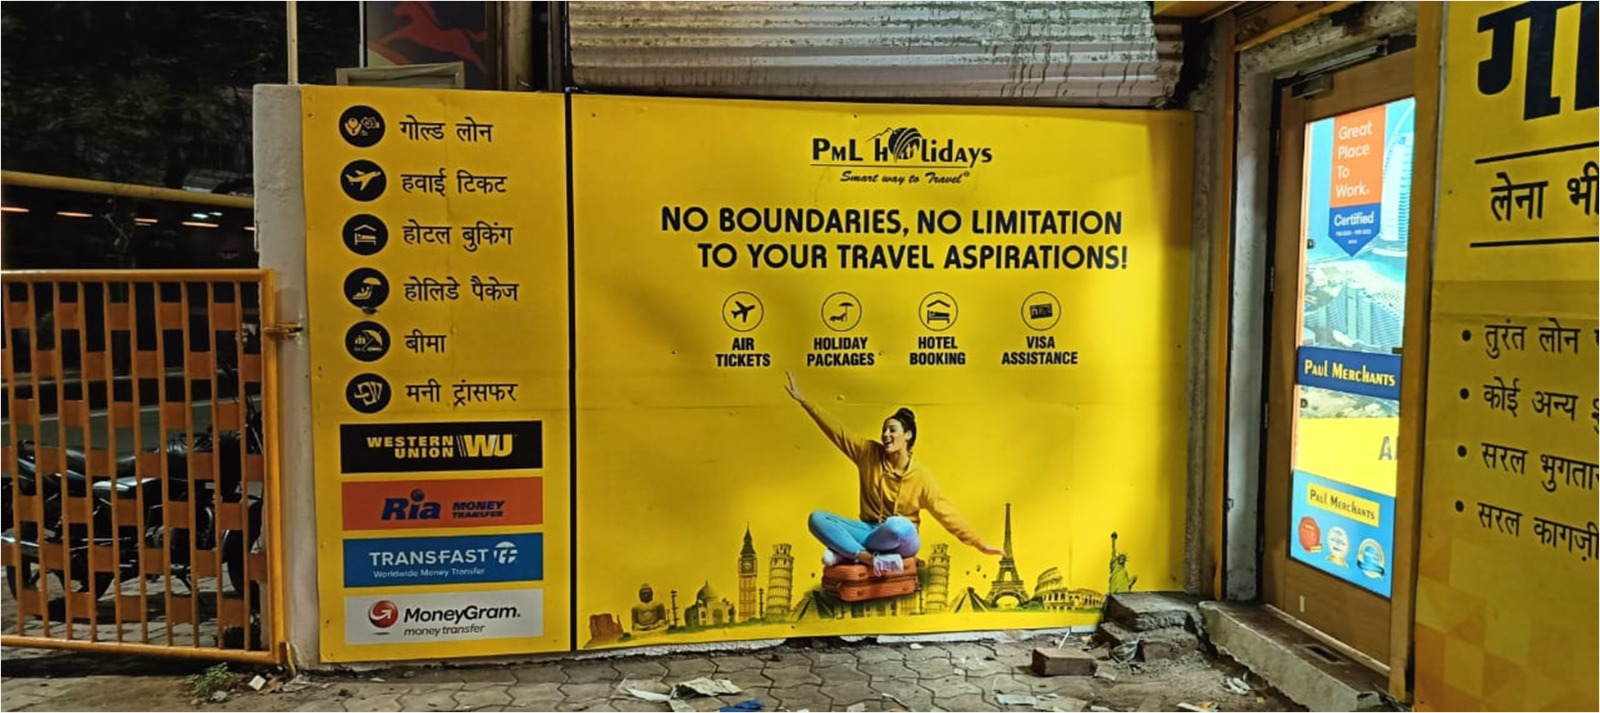 गोल्ड लोन
हवाई टिकट
होटल बुकिंग
होलिडे पैकेज
बीमा
मनी ट्रांसफर
WESTERN
UNION WU
Ria MONEY
TRANSFER
TRANSFAST
Worldwide Money Transfer
MoneyGram.
money transfer
PML Holidays
Smart way to Travel
NO BOUNDARIES, NO LIMITATION
TO YOUR TRAVEL ASPIRATIONS!
AIR
TICKETS
HOLIDAY
PACKAGES
HOTEL
BOOKING
VISA
ASSISTANCE
Great
Place
To
Work.
Certified
PAUL MERCHANTS
PAUL MERCHANTS
लेना भी
• तुरंत लोन
• कोई अन्य
• सरल
• सरल